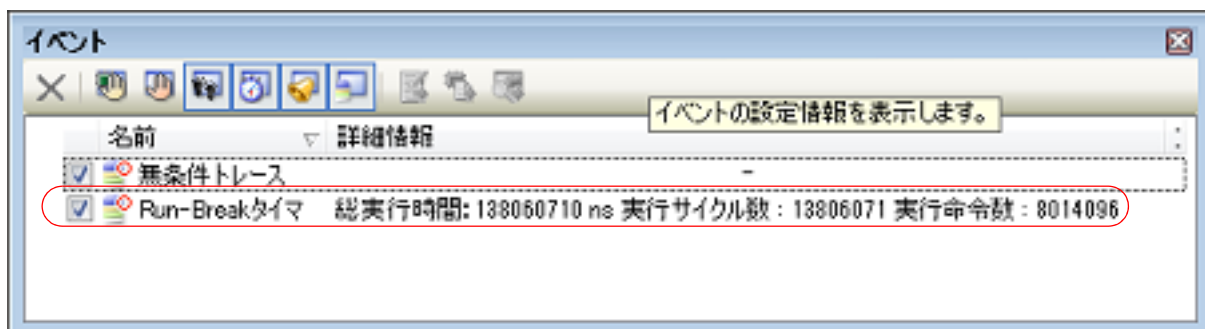 イベント
イベントの設定情報を表示します。
名前 詳細情報
無条件トレース -
Run-Breakタイマ 総実行時間: 138060710 ns 実行サイクル数 : 13806071 実行命令数 : 8014096